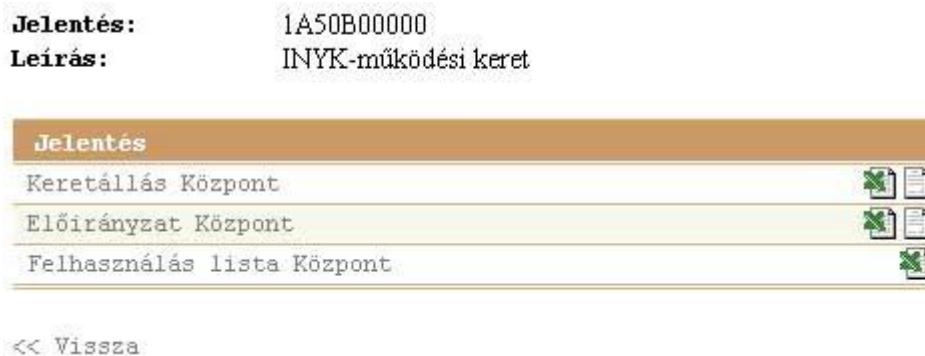 Jelentés: 1A50B00000
Leírás: INYK-működési keret
Jelentés
Keretállás Központ
Előirányzat Központ
Felhasználás lista Központ
<< Vissza